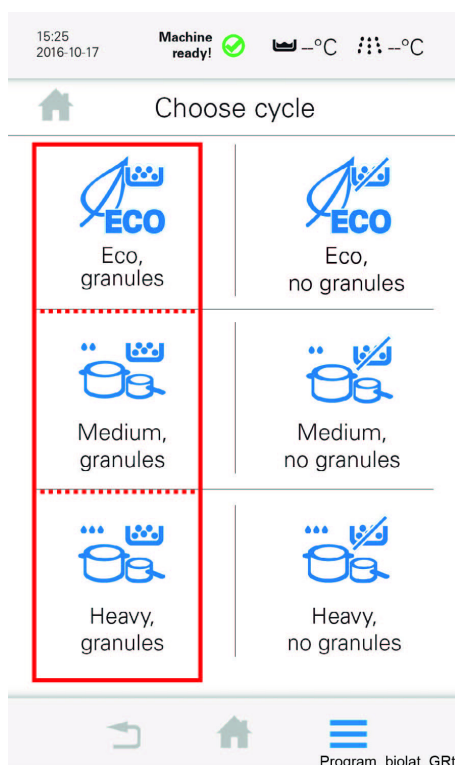 15:25
2016-10-17
Machine
ready!
--°C
--°C
Choose cycle
ECO
Eco,
granules
ECO
Eco,
no granules
Medium,
granules
Medium,
no granules
Heavy,
granules
Heavy,
no granules
Program_biolat_GRt